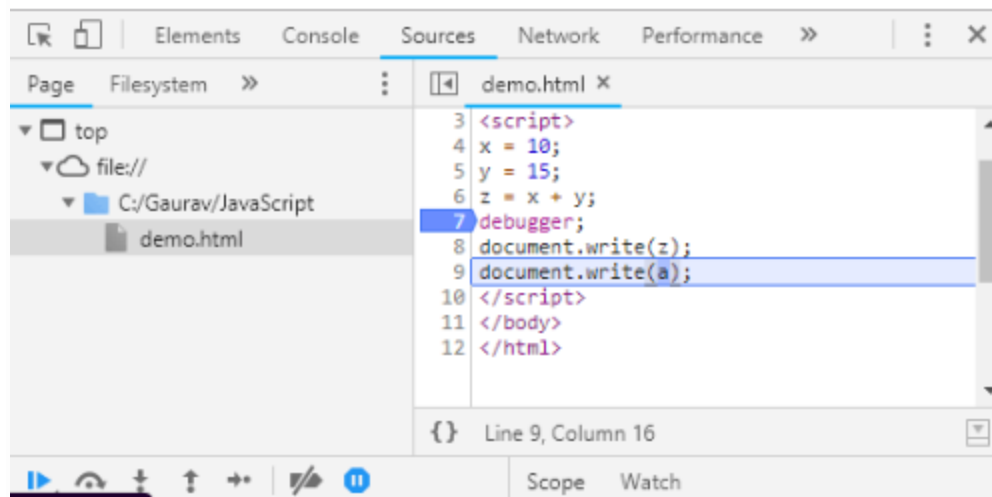 Elements Console Sources Network Performance »
Page Filesystem »
demo.html ×
top
file://
C:/Gaurav/JavaScript
demo.html
3 <script>
4 x = 10;
5 y = 15;
6 z = x + y;
7 debugger;
8 document.write(z);
9 document.write(a);
10 </script>
11 </body>
12 </html>
{} Line 9, Column 16
Scope Watch